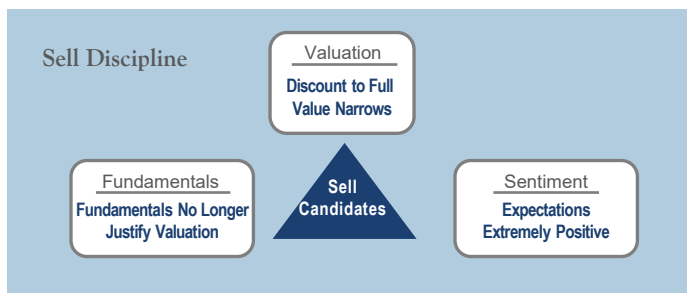 Sell Discipline
Valuation
Discount to Full
Value Narrows
Fundamentals
Fundamentals No Longer
Justify Valuation
Sell
Candidates
Sentiment
Expectations
Extremely Positive